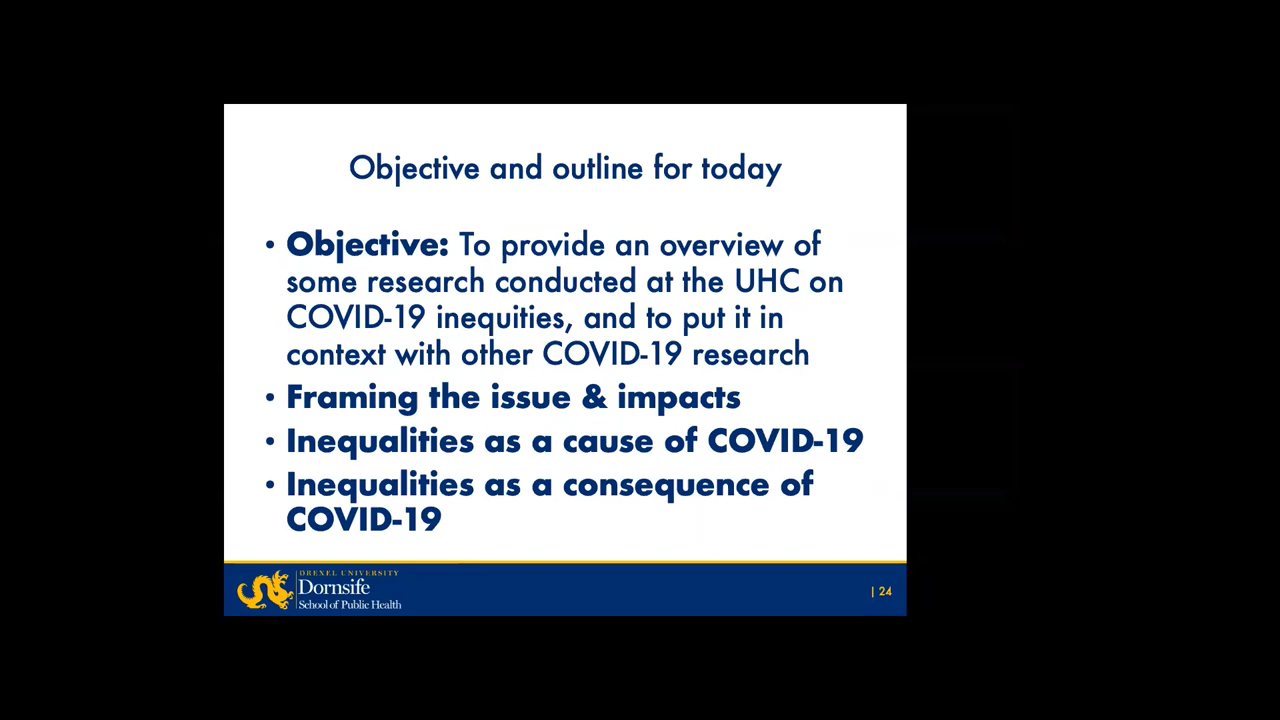 Objective and outline for today
• Objective: To provide an overview of
some research conducted at the UHC on
COVID-19 inequities, and to put it in
context with other COVID-19 research
• Framing the issue & impacts
• Inequalities as a cause of COVID-19
• Inequalities as a consequence of
COVID-19
DREXEL UNIVERSITY
Dornsife
School of Public Health
| 24